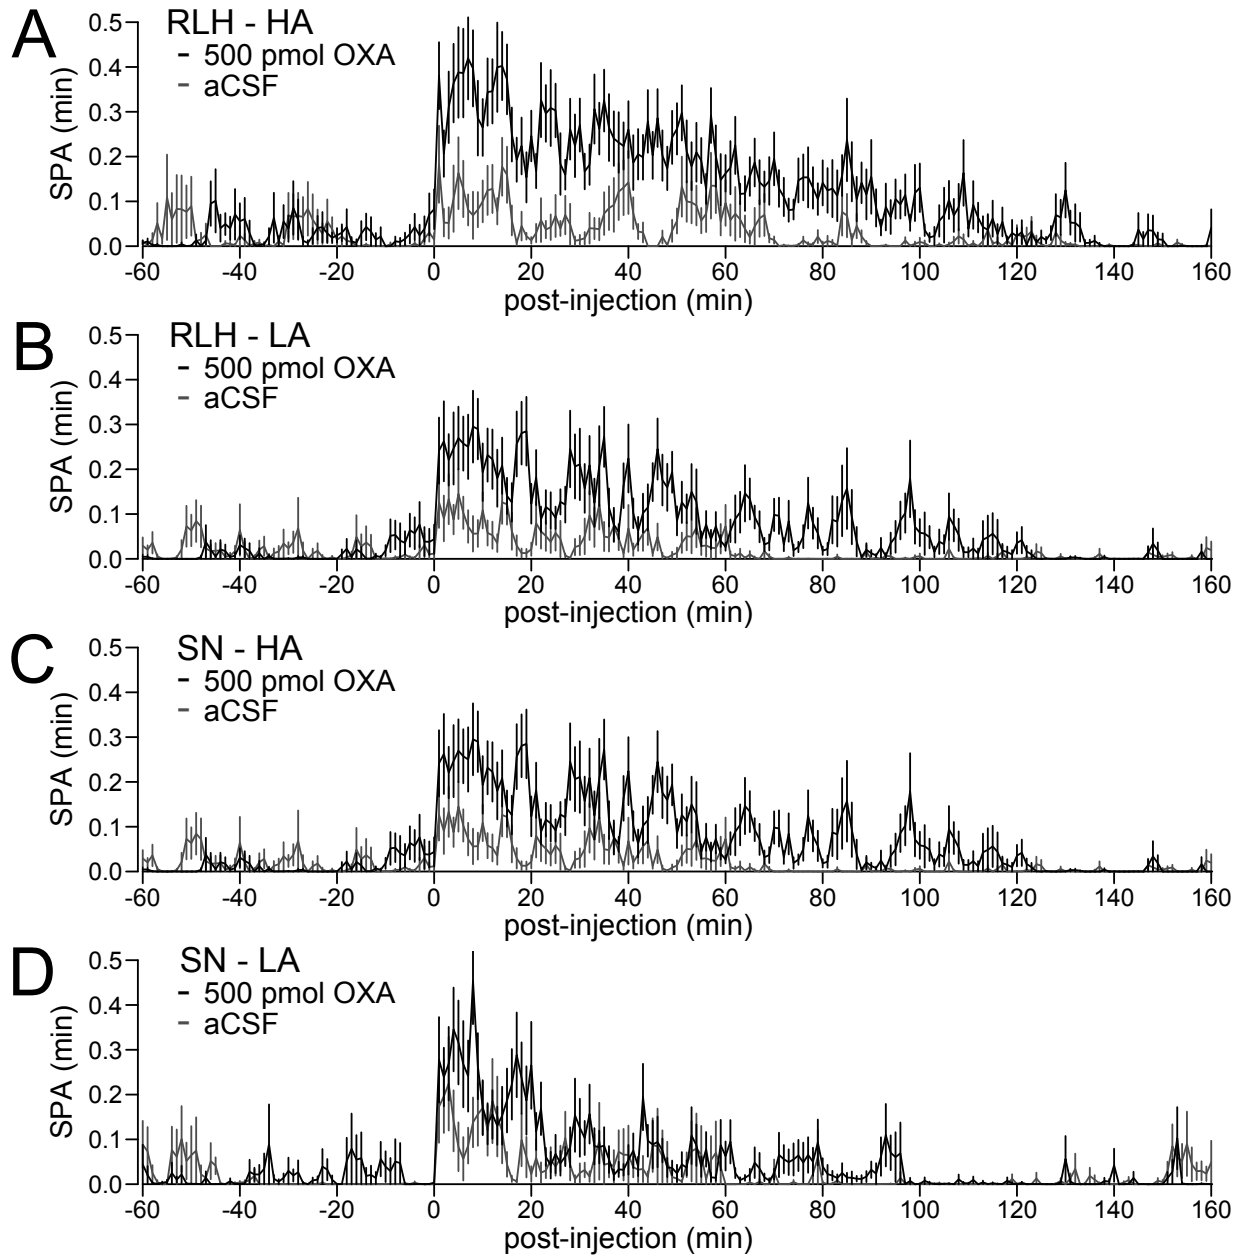 A
RLH - HA
- 500 pmol OXA
- aCSF
SPA (min)
0.5
0.4
0.3
0.2
0.1
0.0
-60 -40 -20 0 20 40 60 80 100 120 140 160
post-injection (min)
B
RLH - LA
- 500 pmol OXA
- aCSF
SPA (min)
0.5
0.4
0.3
0.2
0.1
0.0
-60 -40 -20 0 20 40 60 80 100 120 140 160
post-injection (min)
C
SN - HA
- 500 pmol OXA
- aCSF
SPA (min)
0.5
0.4
0.3
0.2
0.1
0.0
-60 -40 -20 0 20 40 60 80 100 120 140 160
post-injection (min)
D
SN - LA
- 500 pmol OXA
- aCSF
SPA (min)
0.5
0.4
0.3
0.2
0.1
0.0
-60 -40 -20 0 20 40 60 80 100 120 140 160
post-injection (min)